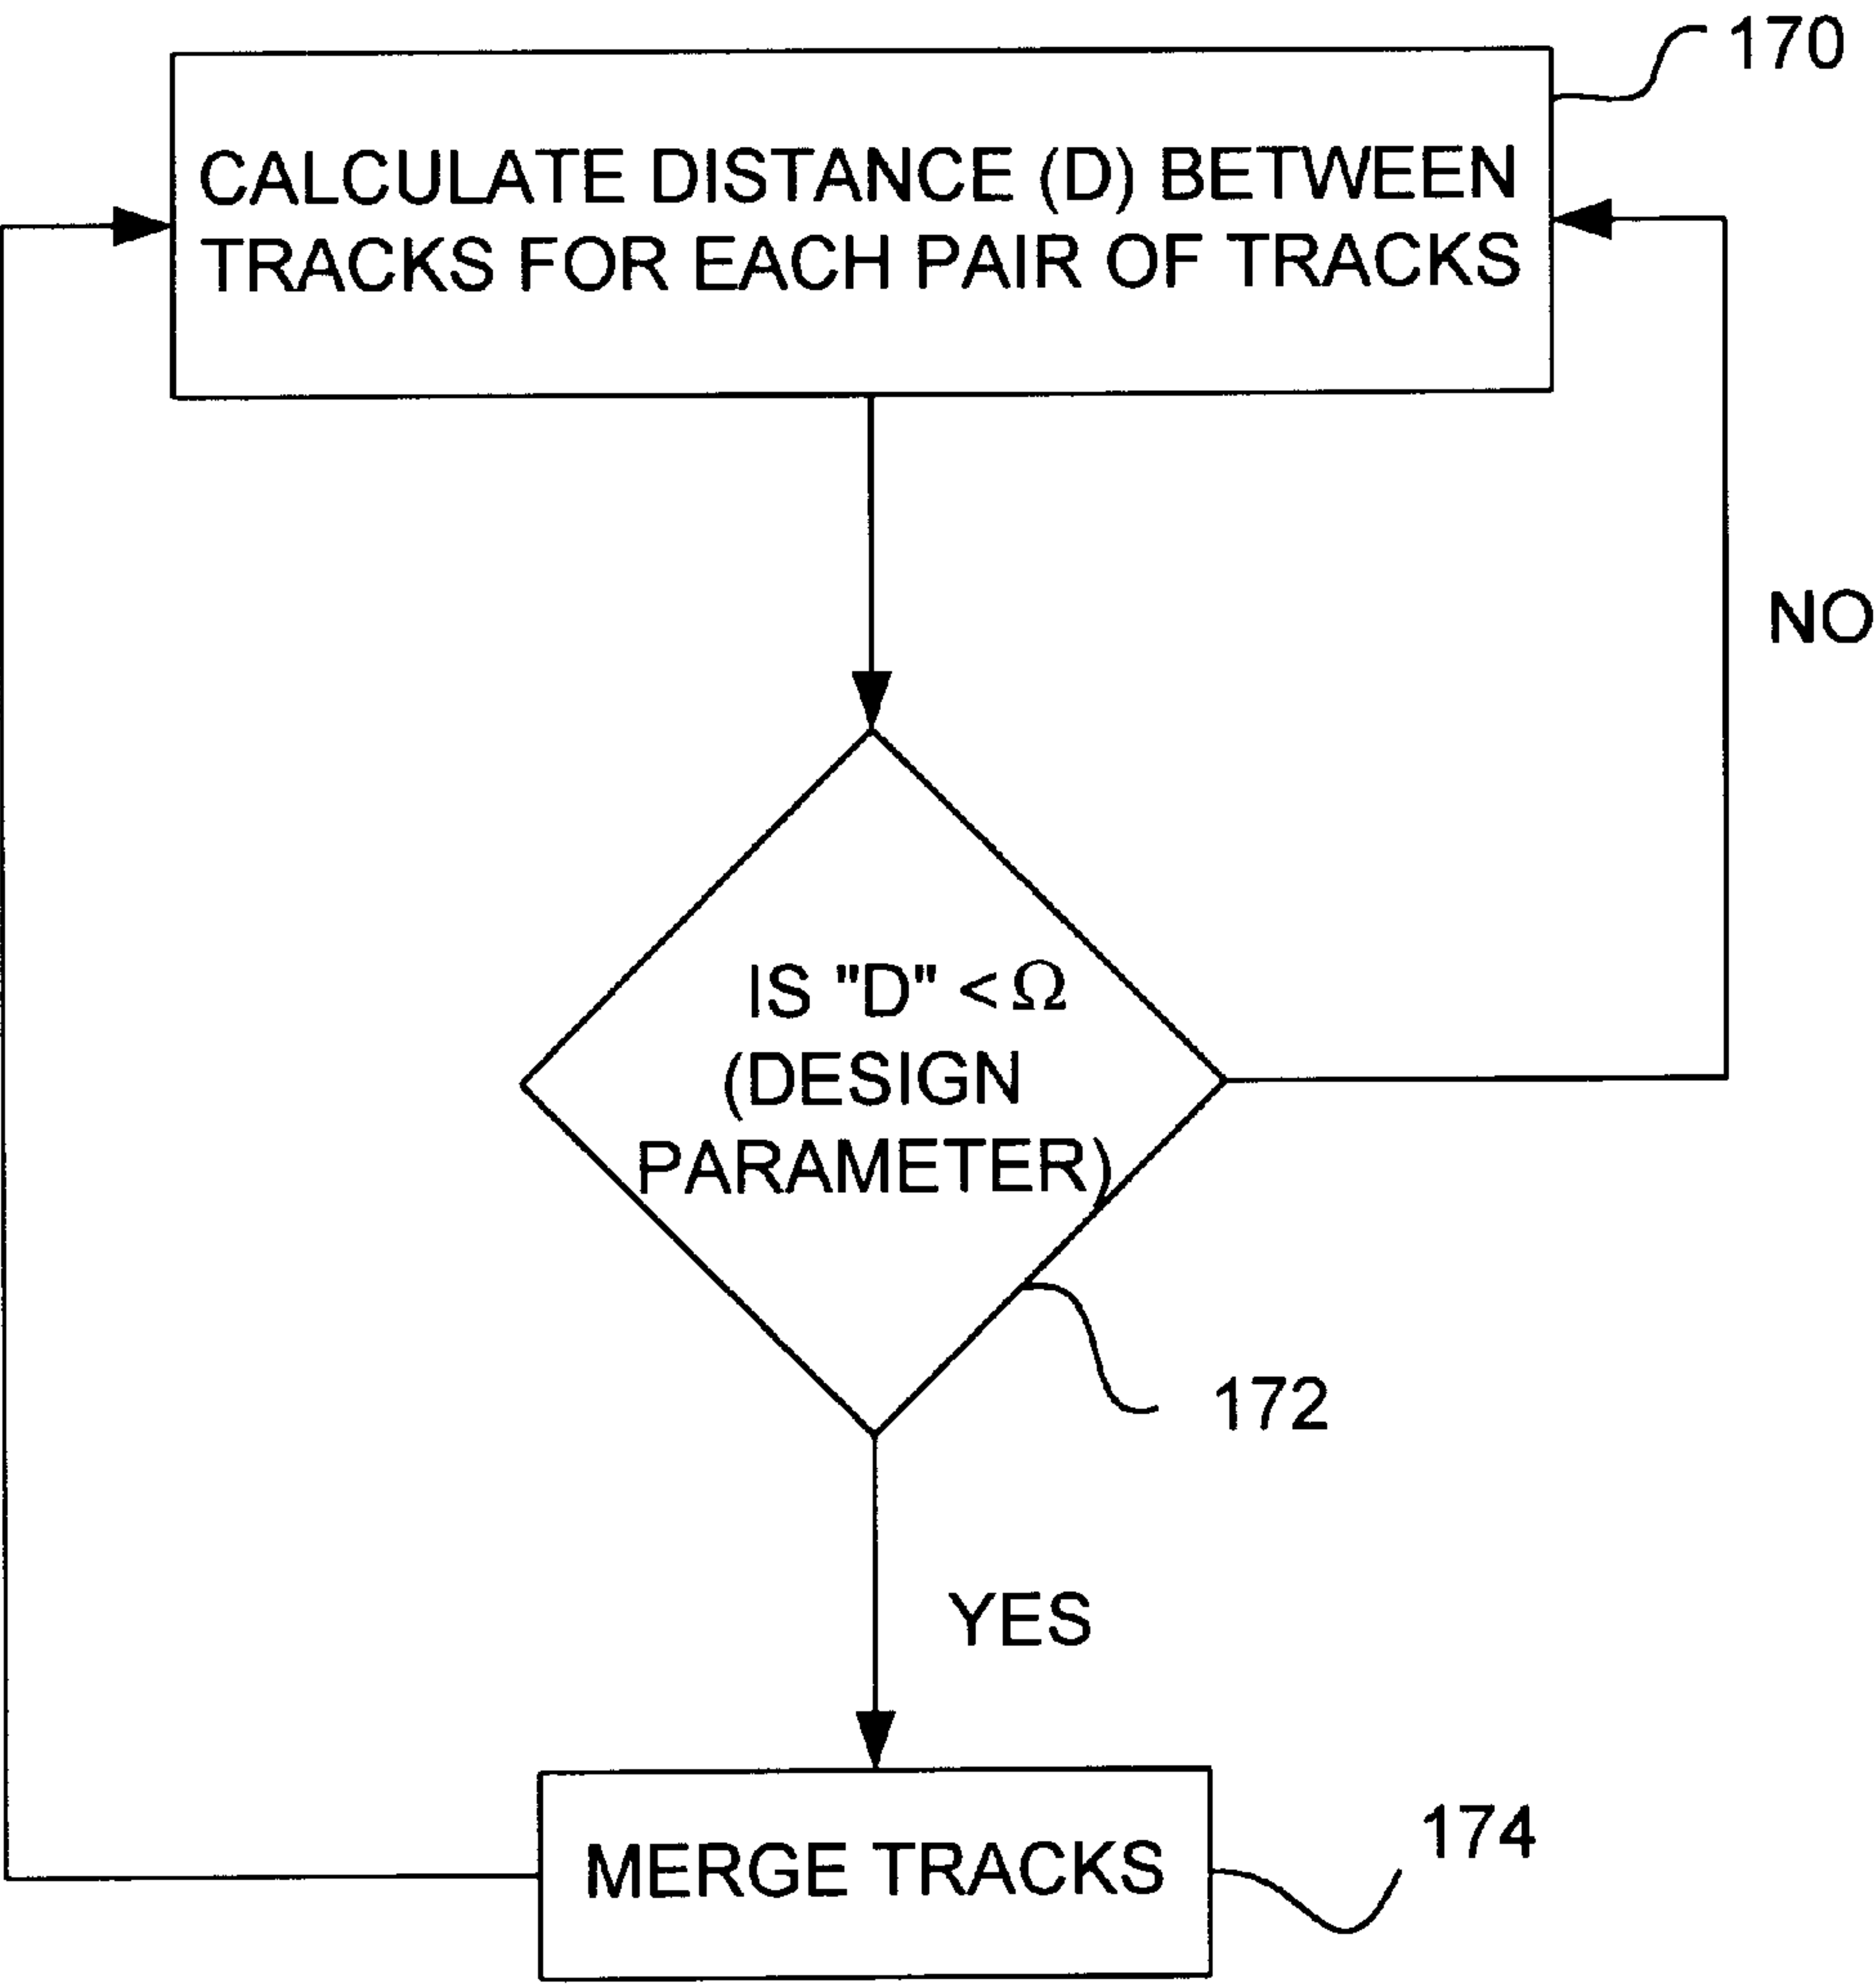 170
CALCULATE DISTANCE (D) BETWEEN
TRACKS FOR EACH PAIR OF TRACKS
NO
IS "D" < Ω
(DESIGN
PARAMETER)
172
YES
174
MERGE TRACKS